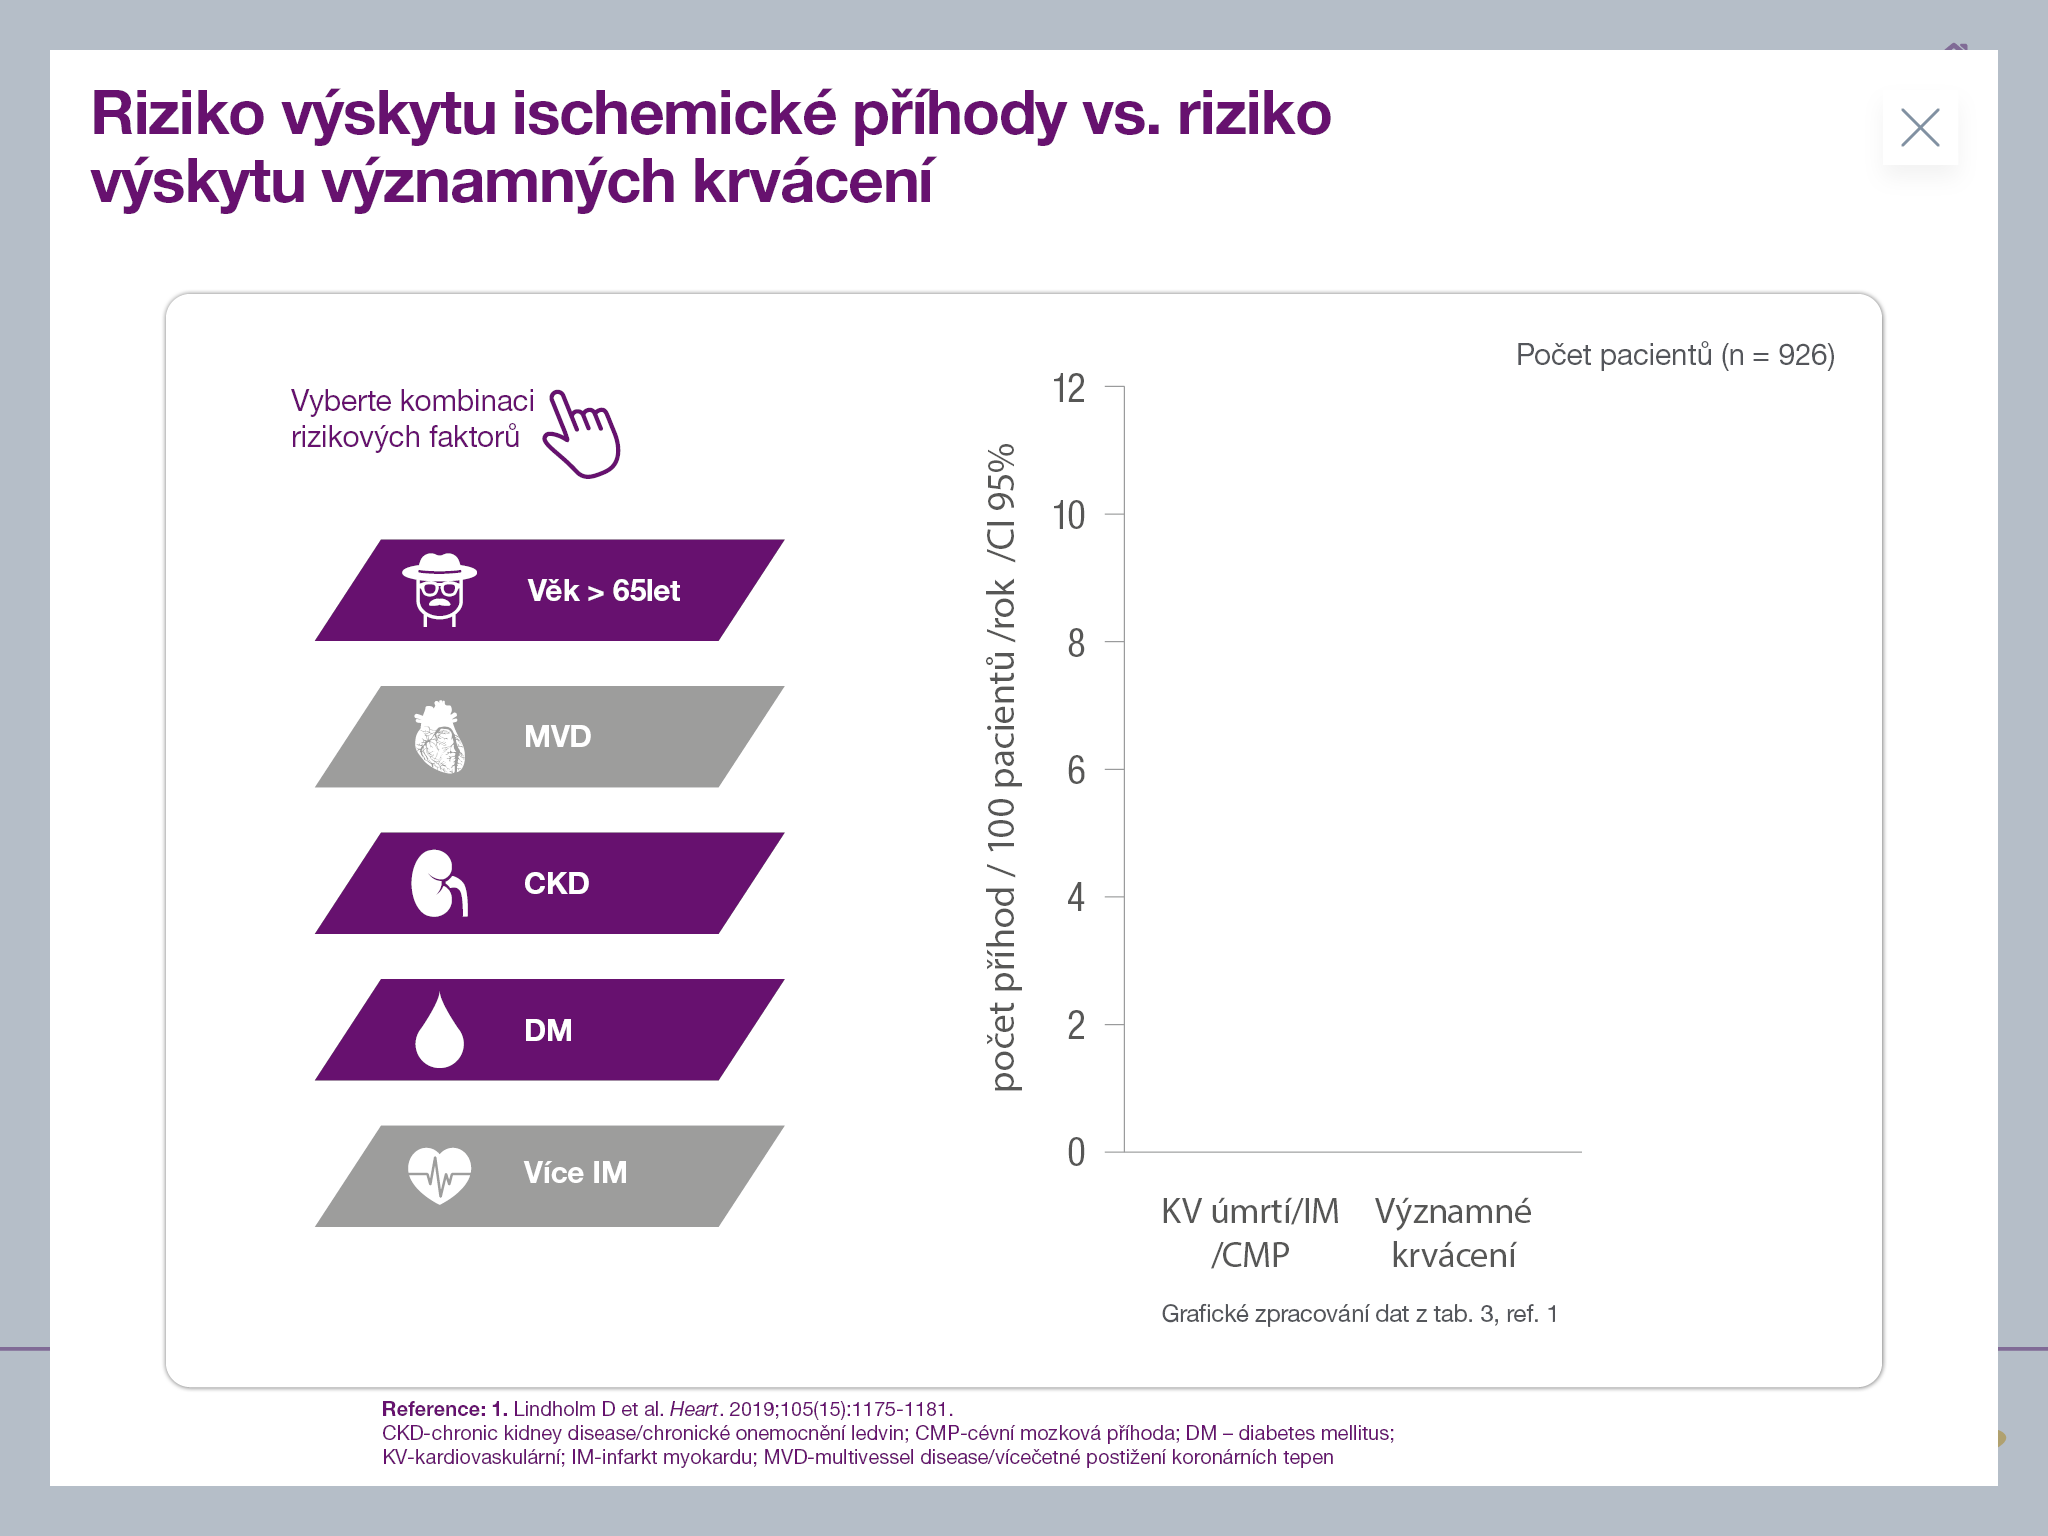 Riziko výskytu ischemické příhody vs. riziko
výskytu významných krvácení
Počet pacientů (n = 926)
Vyberte kombinaci
rizikových faktorů
Věk > 65let
MVD
CKD
DM
Více IM
počet příhod / 100 pacientů /rok /CI 95%
12
10
8
6
4
2
0
KV úmrtí/IM
/CMP
Významné
krvácení
Grafické zpracování dat z tab. 3, ref. 1
Reference: 1. Lindholm D et al. Heart. 2019;105(15):1175-1181.
CKD-chronic kidney disease/chronické onemocnění ledvin; CMP-cévní mozková příhoda; DM – diabetes mellitus;
KV-kardiovaskulární; IM-infarkt myokardu; MVD-multivessel disease/vícečetné postižení koronárních tepen